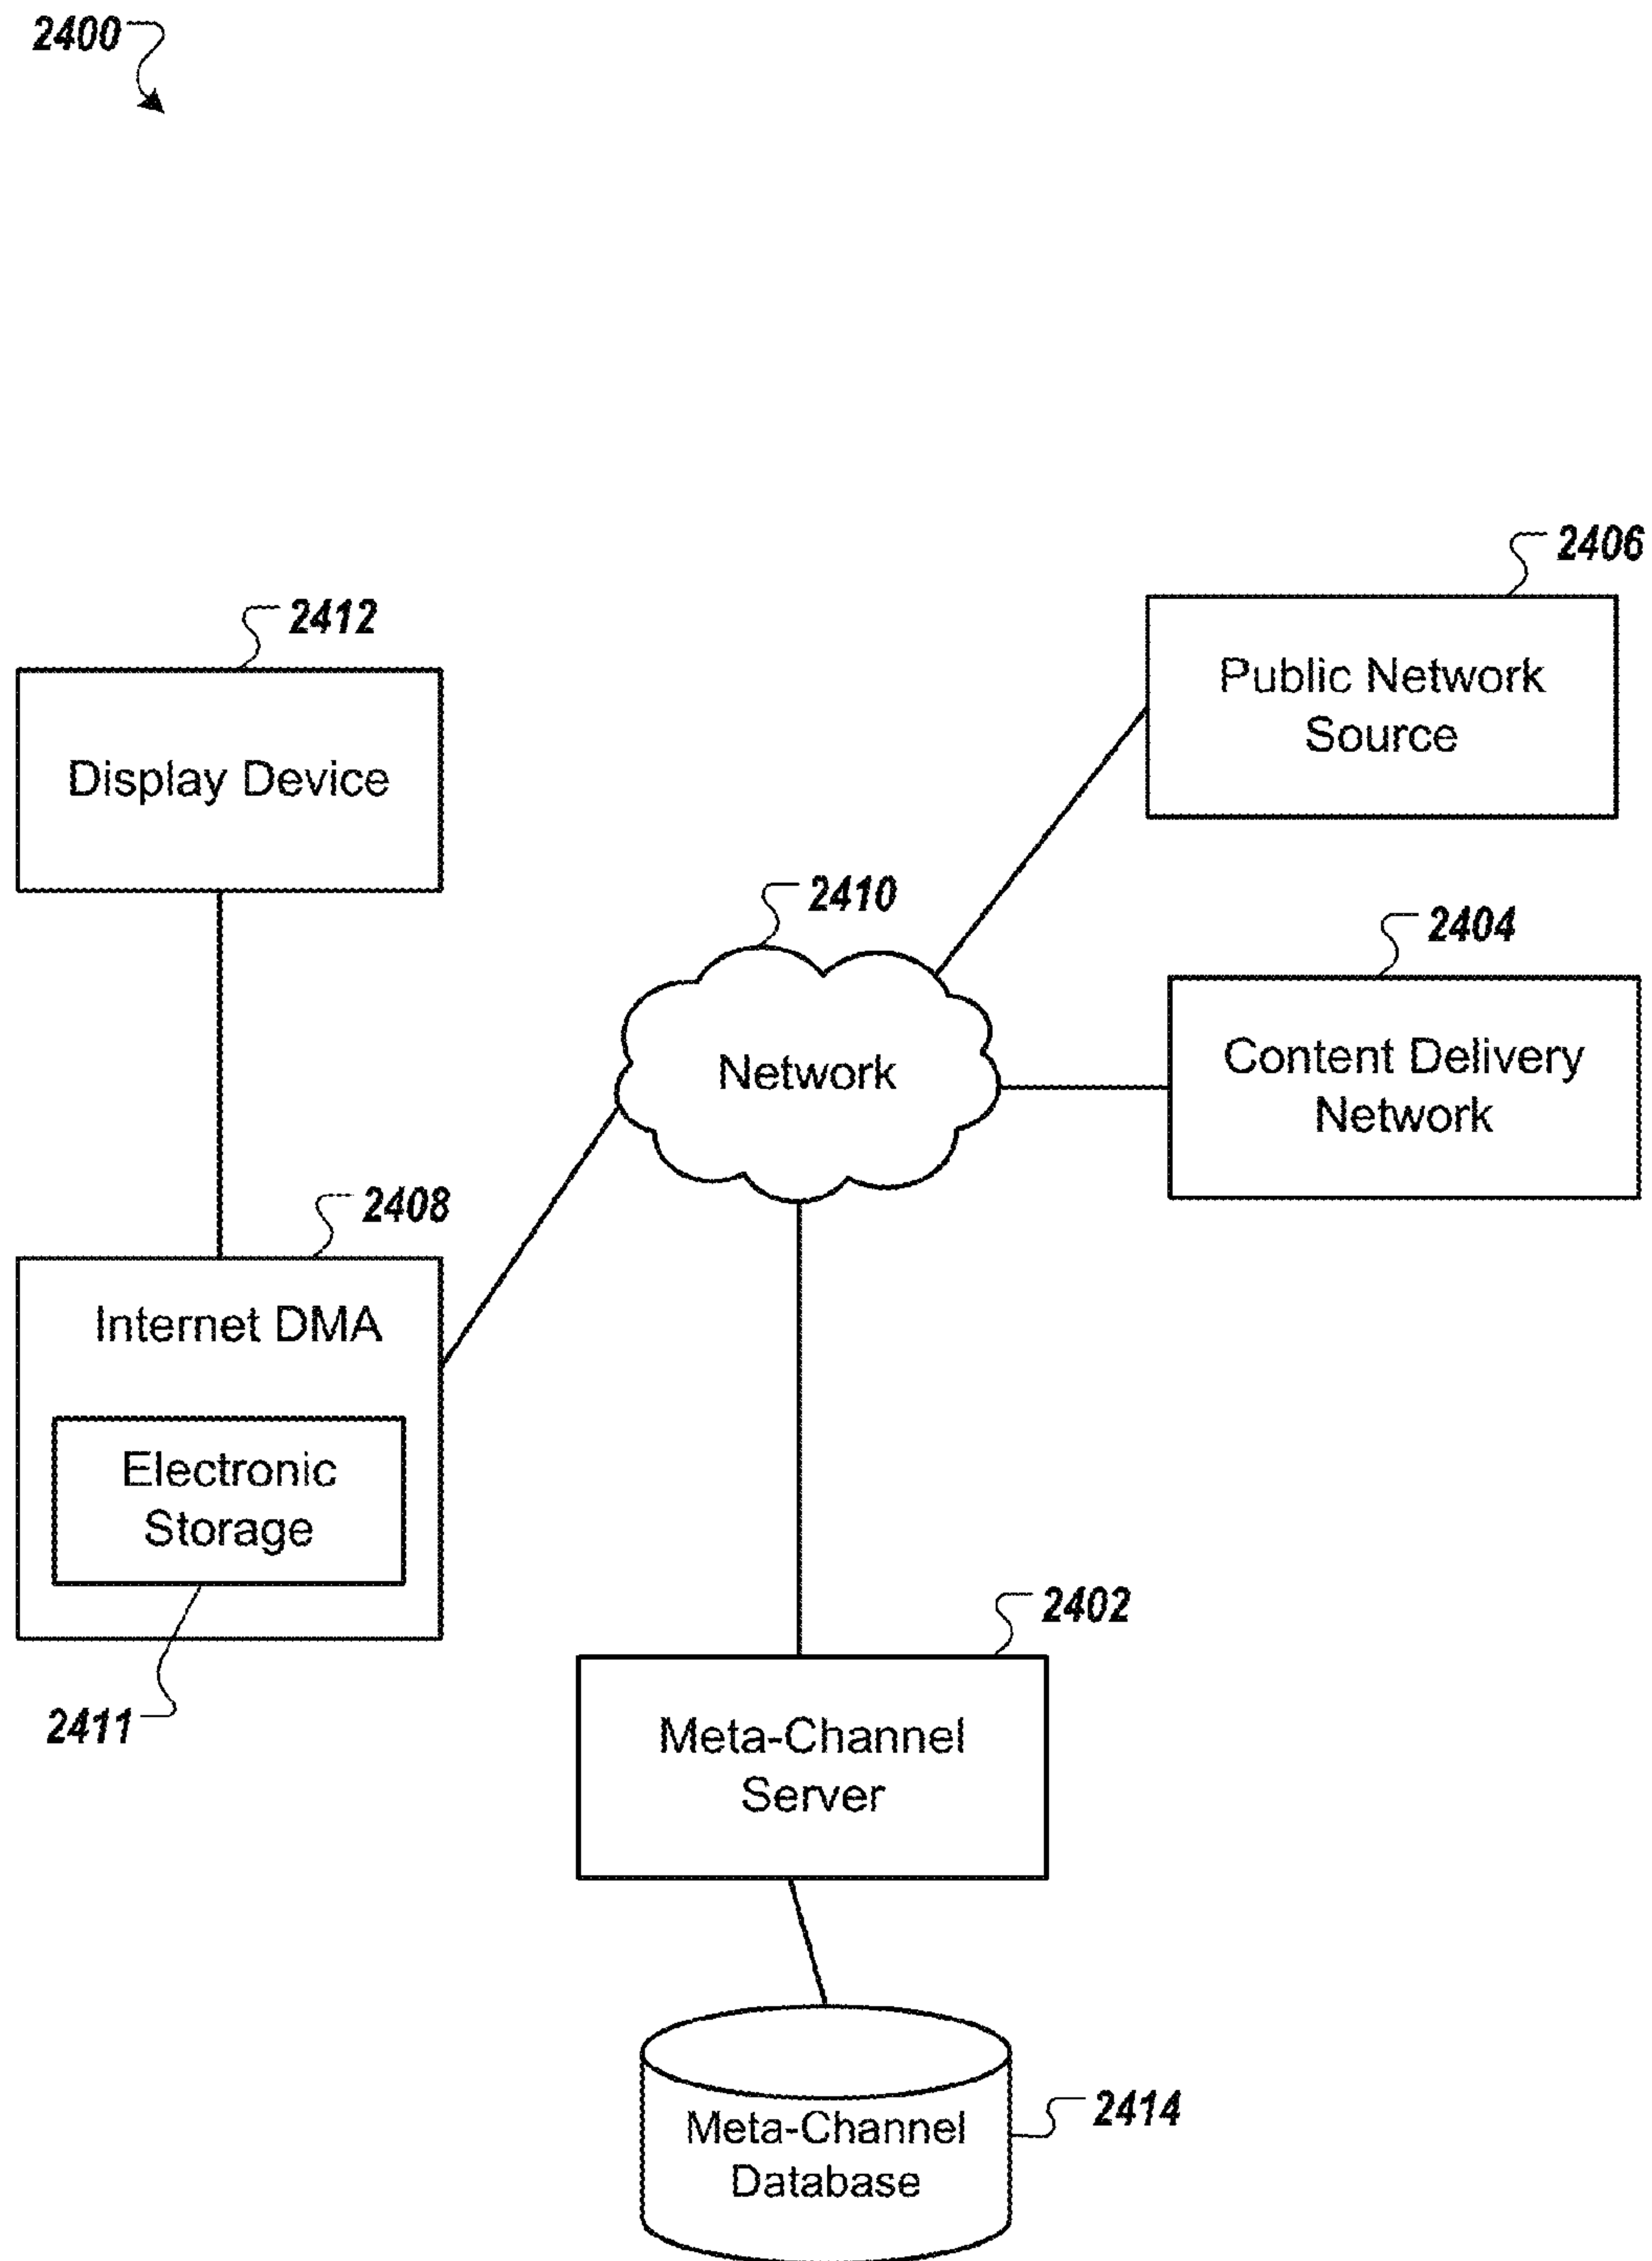 2400
2406
Public Network
Source
2412
Display Device
2410
Network
2404
Content Delivery
Network
2408
Internet DMA
Electronic
Storage
2411
2402
Meta-Channel
Server
2414
Meta-Channel
Database